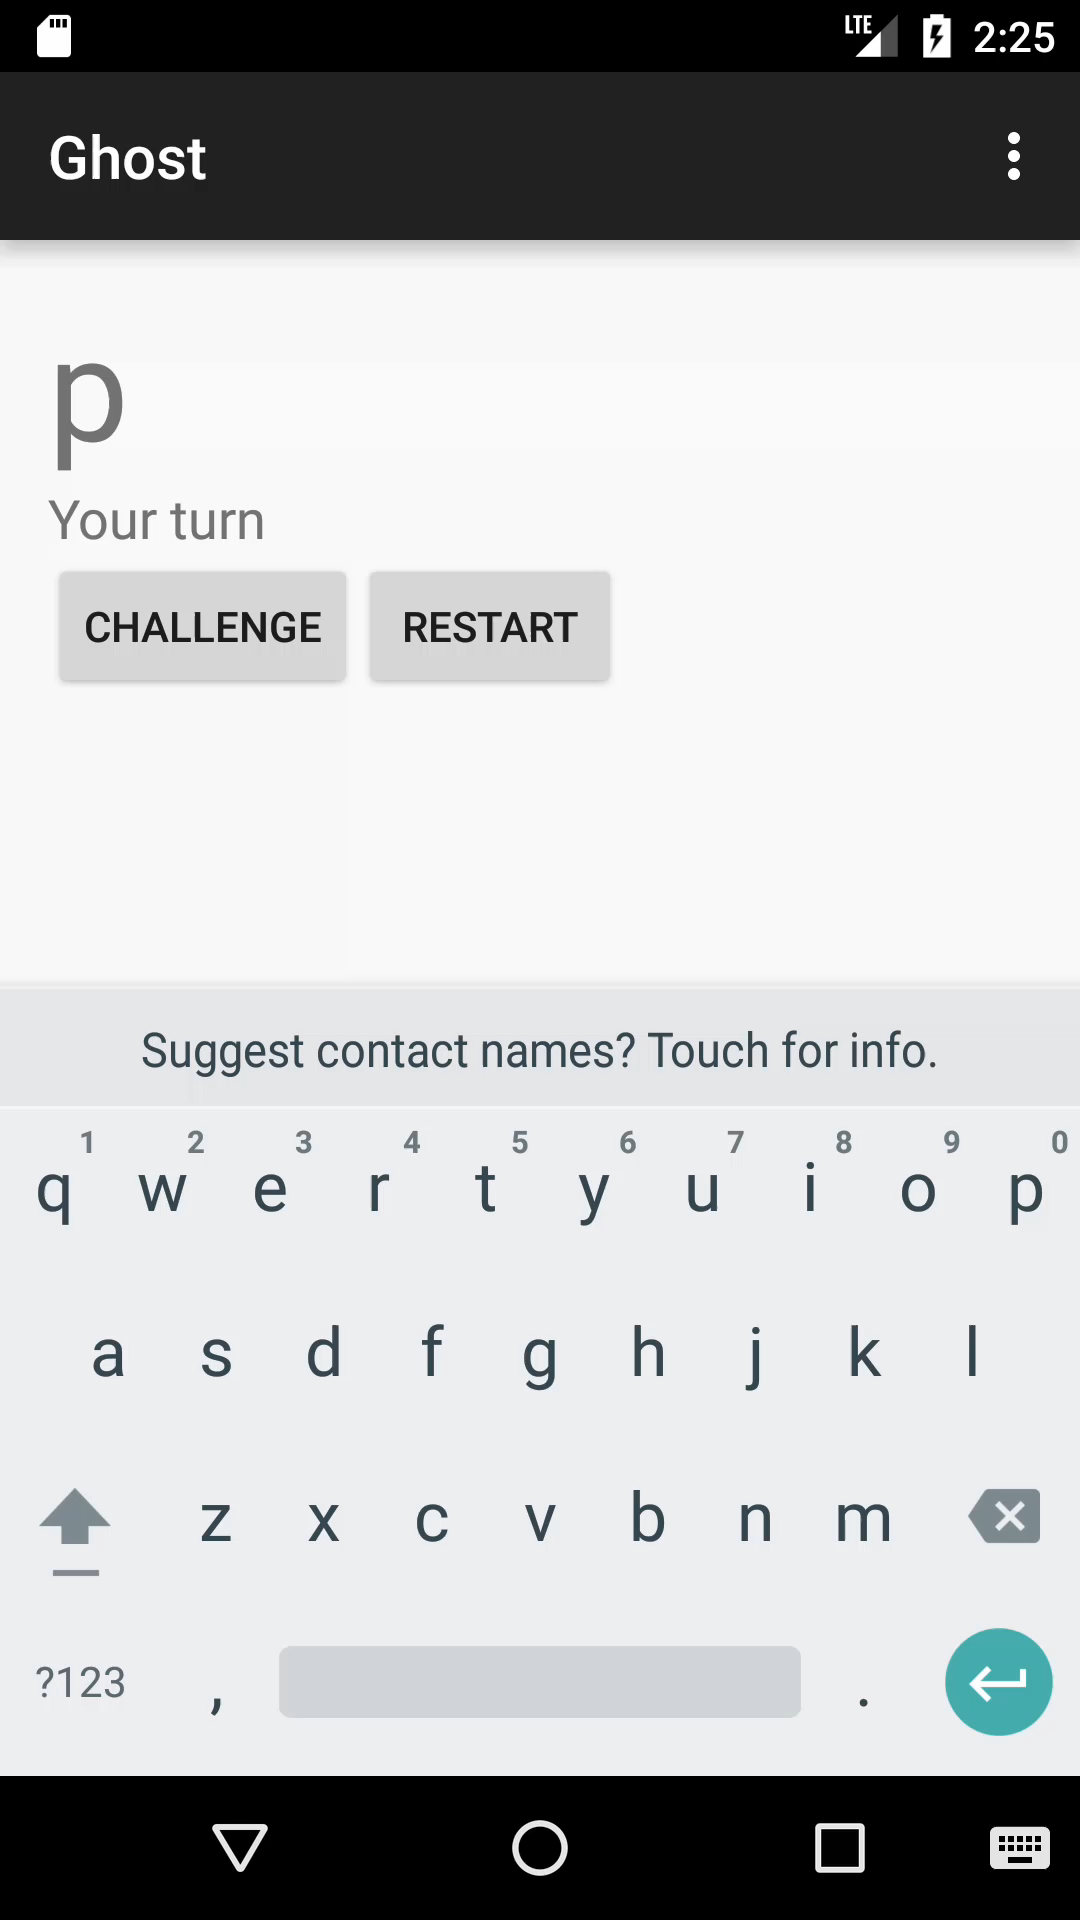 LTE 2:25
Ghost
p
Your turn
CHALLENGE RESTART
Suggest contact names? Touch for info.
1 2 3 4 5 6 7 8 9 0
q w e r t y u i o p
a s d f g h j k l
z x c v b n m
?123 , .